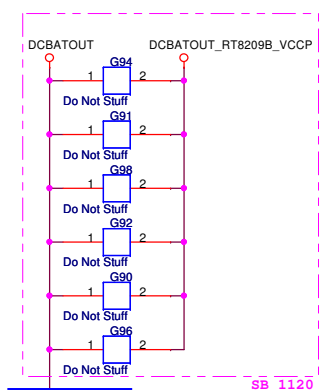 DCBATOUT DCBATOUT_RT8209B_VCCP
G94
1 2
Do Not Stuff
G91
1 2
Do Not Stuff
G98
1 2
Do Not Stuff
G92
1 2
Do Not Stuff
G90
1 2
Do Not Stuff
G96
1 2
Do Not Stuff
SB 1120